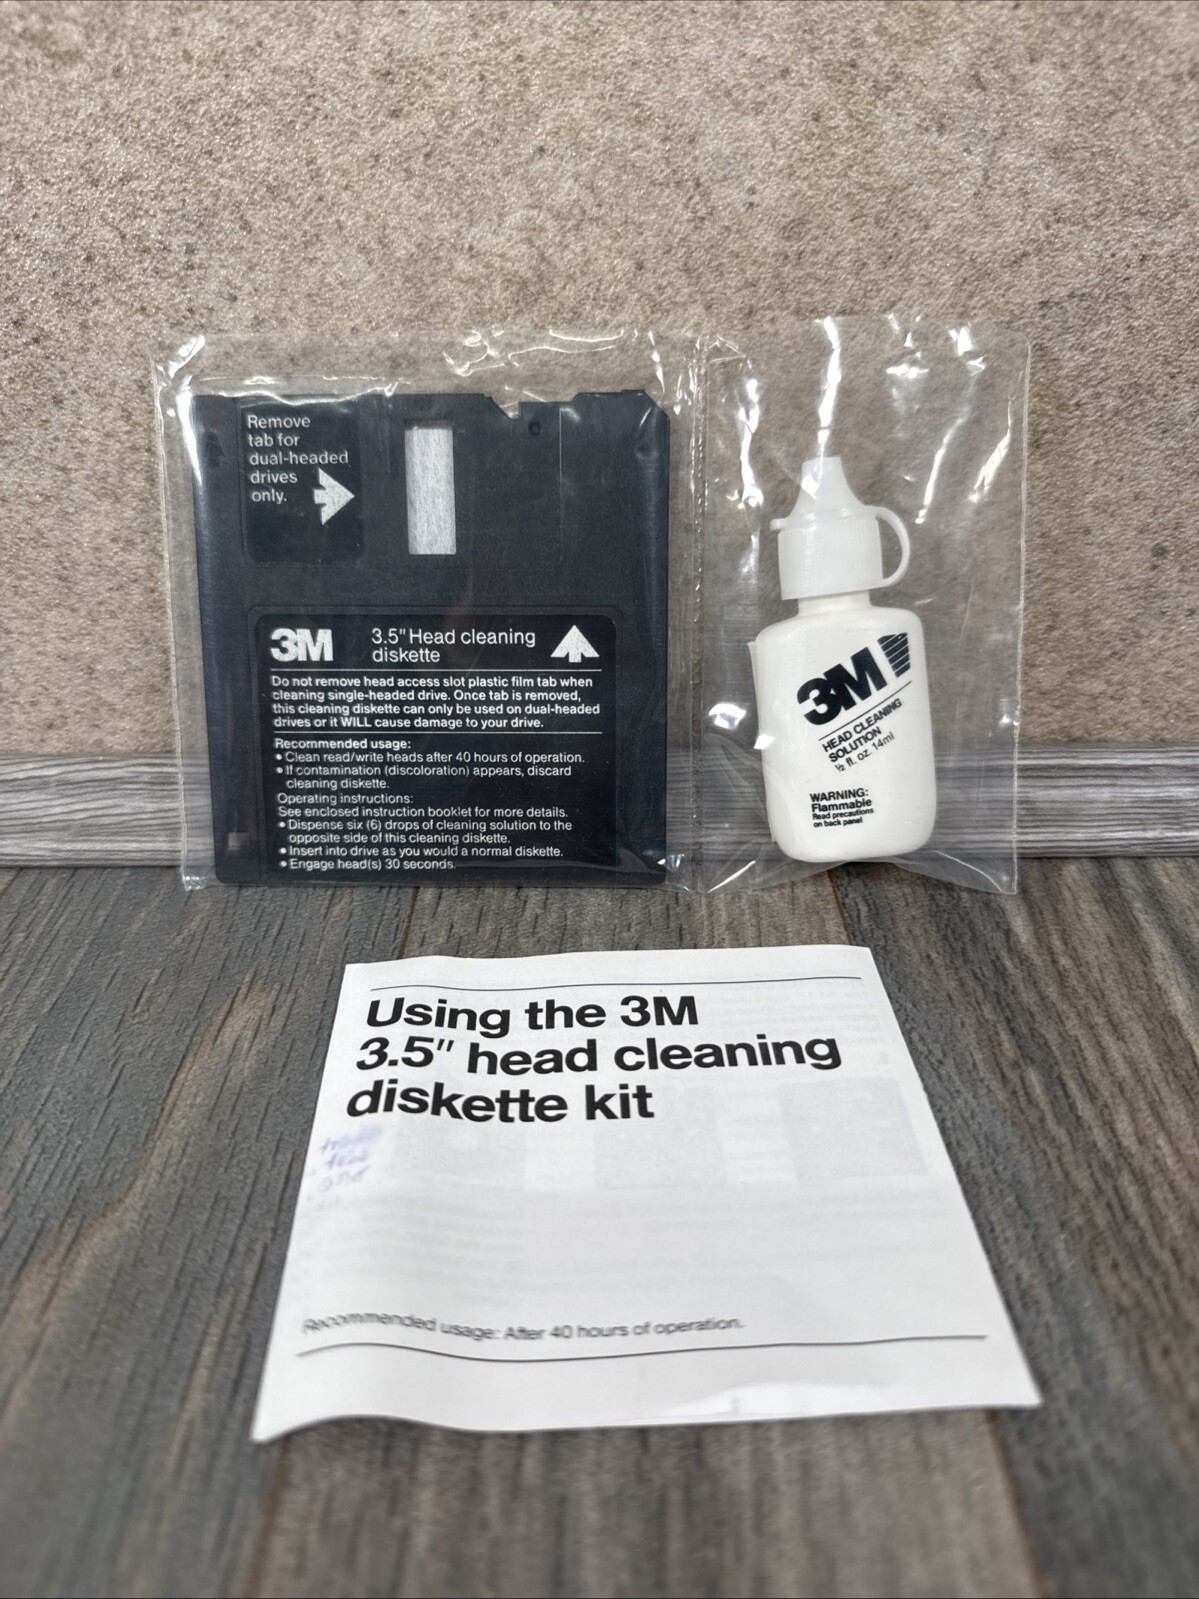 Remove
tab for
dual-headed
drives
only.
3M
3.5" Head cleaning
diskette
Do not remove head access slot plastic film tab when
cleaning single-headed drive. Once tab is removed,
this cleaning diskette can only be used on dual-headed
drives or it WILL cause damage to your drive.
Recommended usage:
• Clean read/write heads after 40 hours of operation.
• If contamination (discoloration) appears, discard
cleaning diskette.
Operating instructions:
See enclosed instruction booklet for more details.
• Dispense six (6) drops of cleaning solution to the
opposite side of this cleaning diskette.
• Insert into drive as you would a normal diskette.
• Engage head(s) 30 seconds.
3M
HEAD CLEANING
SOLUTION
½ fl. oz. 14ml
WARNING:
Flammable
Read precautions
on back panel
Using the 3M
3.5" head cleaning
diskette kit
Recommended usage: After 40 hours of operation.